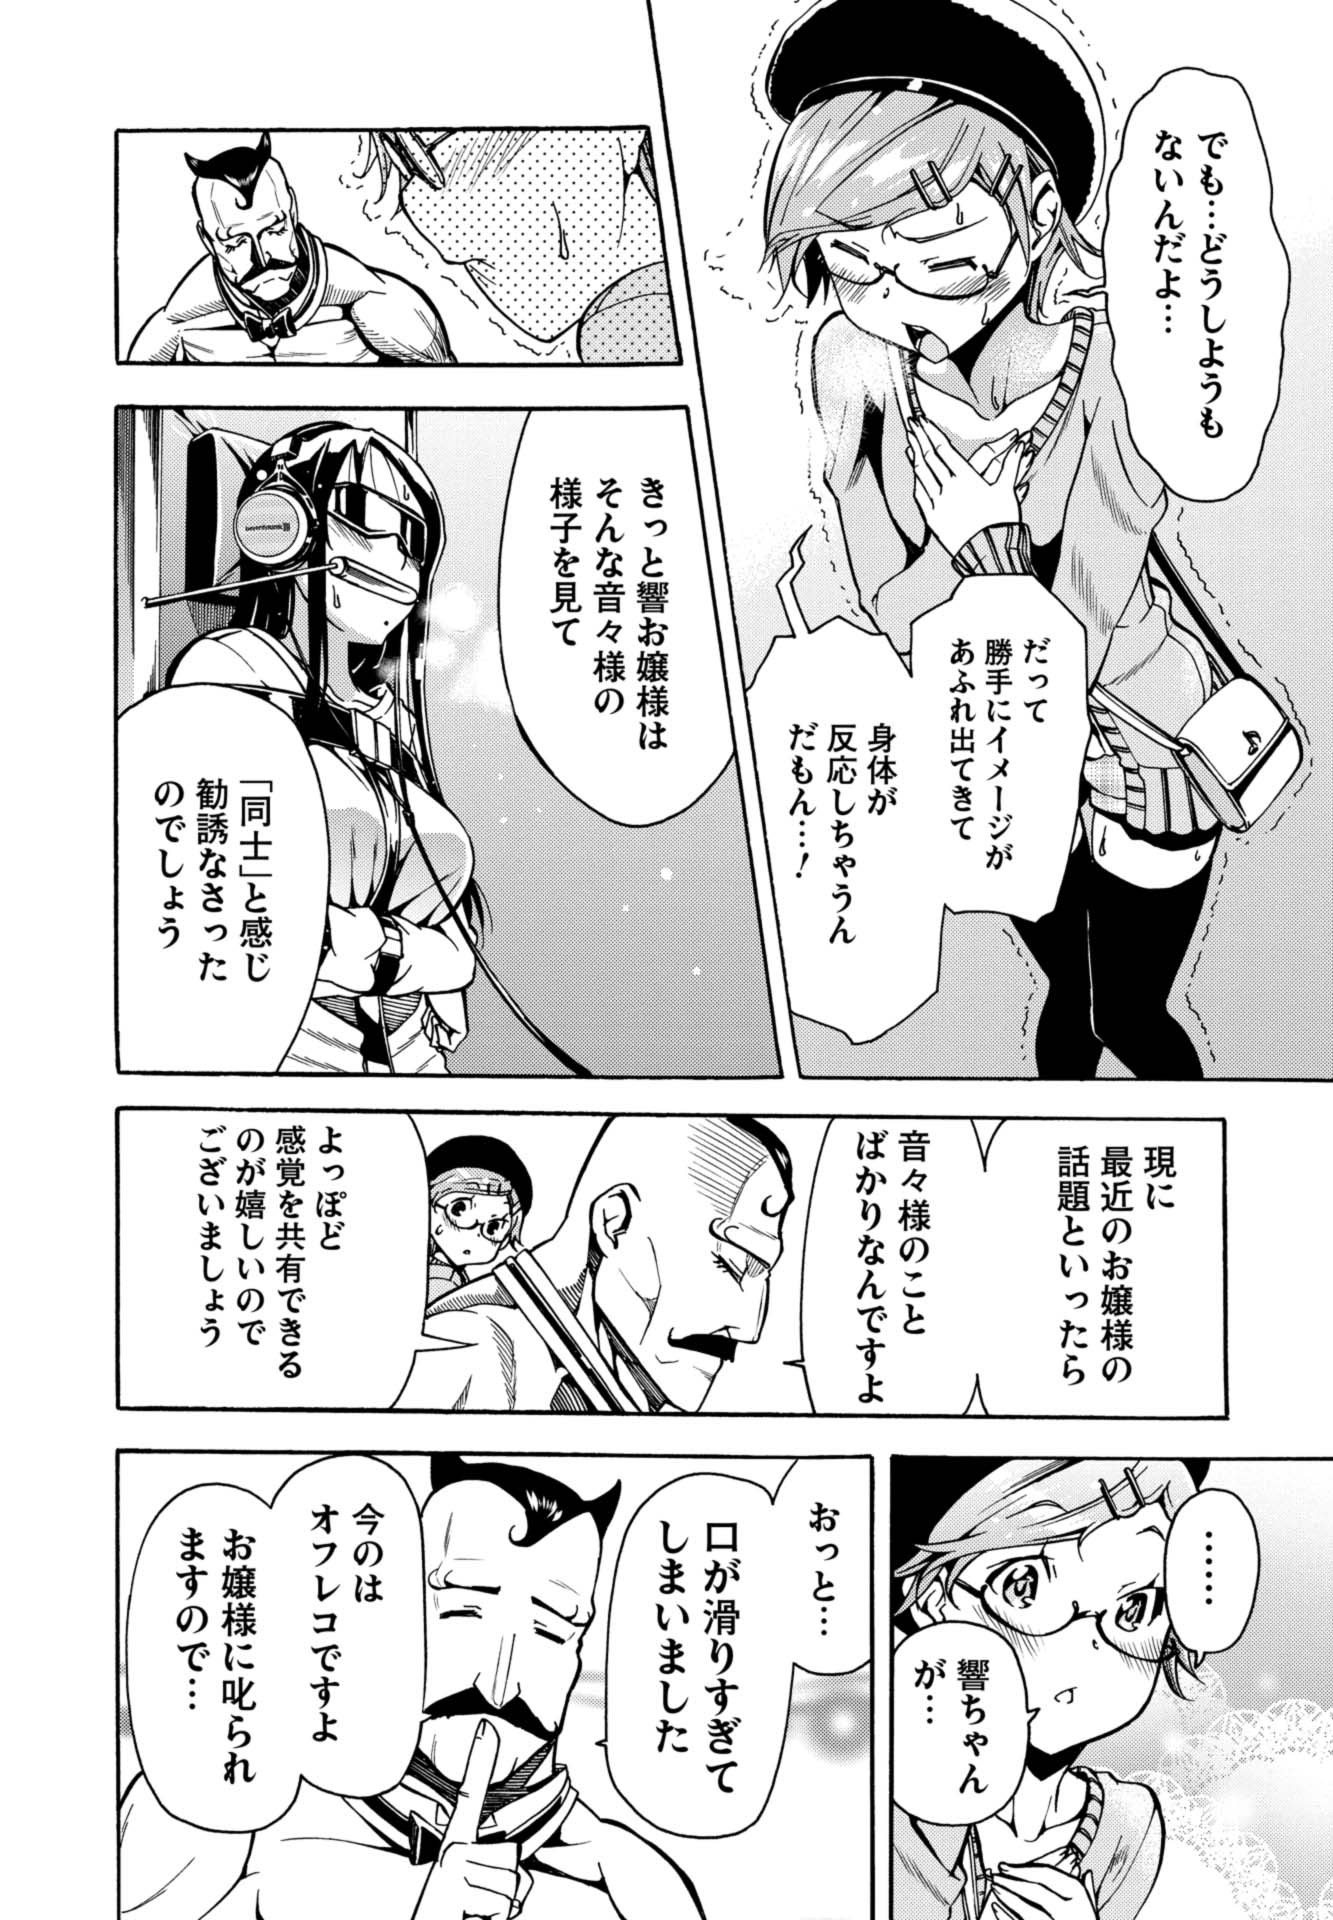 でも…どうしようも
ないんだよ…
だって
勝手にイメージが
あふれ出てきて
身体が
反応しちゃうん
だもん…！
きっと響お嬢様は
そんな音々様の
様子を見て
「同士」と感じ
勧誘なさった
のでしょう
現に
最近のお嬢様の
話題といったら
音々様のこと
ばかりなんですよ
よっぽど
感覚を共有できる
のが嬉しいので
ございましょう
……
響ちゃん
が…
おっと…
口が滑りすぎて
しまいました
今のは
オフレコですよ
お嬢様に叱られ
ますので…